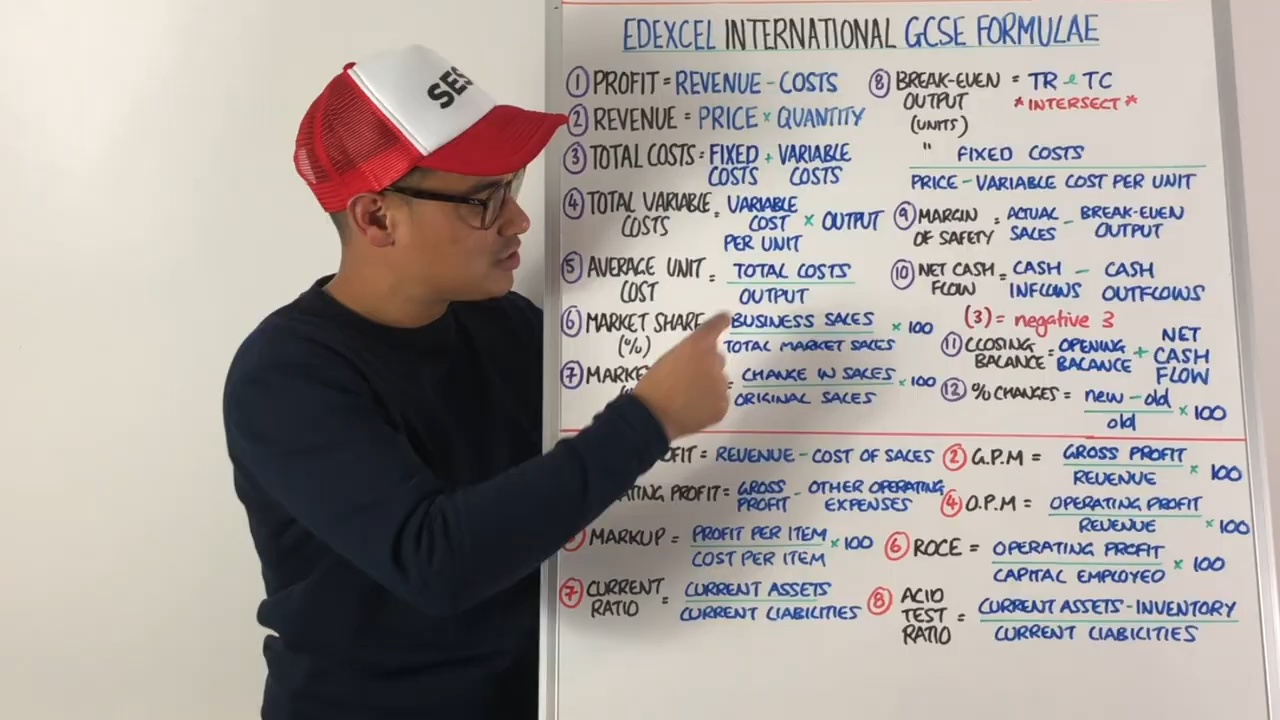 SES
EDEXCEL INTERNATIONAL GCSE FORMULAE
① PROFIT = REVENUE - COSTS
② REVENUE = PRICE × QUANTITY
③ TOTAL COSTS = FIXED COSTS + VARIABLE COSTS
④ TOTAL VARIABLE COSTS = VARIABLE COST PER UNIT × OUTPUT
⑤ AVERAGE UNIT COST = TOTAL COSTS
OUTPUT
⑥ MARKET SHARE (%) BUSINESS SALES × 100
TOTAL MARKET SALES
⑦ = CHANGE IN SALES × 100
ORIGINAL SALES
⑧ BREAK-EVEN OUTPUT (UNITS) = TR & TC
*INTERSECT*
" FIXED COSTS
PRICE - VARIABLE COST PER UNIT
⑨ MARGIN OF SAFETY = ACTUAL SALES - BREAK-EVEN OUTPUT
⑩ NET CASH FLOW = CASH INFLOWS - CASH OUTFLOWS
(3) = negative 3
⑪ CLOSING BALANCE = OPENING BALANCE + NET CASH FLOW
⑫ % CHANGES = new - old × 100
old
= REVENUE - COST OF SALES
② G.P.M = GROSS PROFIT × 100
REVENUE
PROFIT = GROSS PROFIT - OTHER OPERATING EXPENSES
④ O.P.M = OPERATING PROFIT × 100
REVENUE
MARKUP = PROFIT PER ITEM × 100
COST PER ITEM
⑥ ROCE = OPERATING PROFIT × 100
CAPITAL EMPLOYED
⑦ CURRENT RATIO = CURRENT ASSETS
CURRENT LIABILITIES
⑧ ACID TEST RATIO = CURRENT ASSETS - INVENTORY
CURRENT LIABILITIES